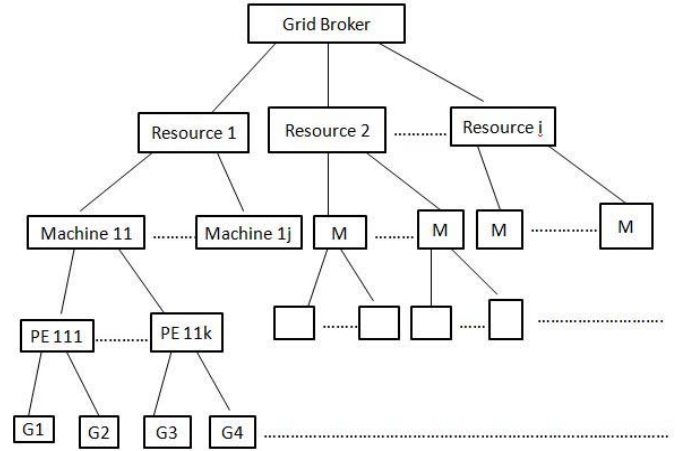 Grid Broker
Resource 1
Resource 2
Resource i
Machine 11
Machine 1j
M
M
M
M
PE 111
PE 11k
G1
G2
G3
G4